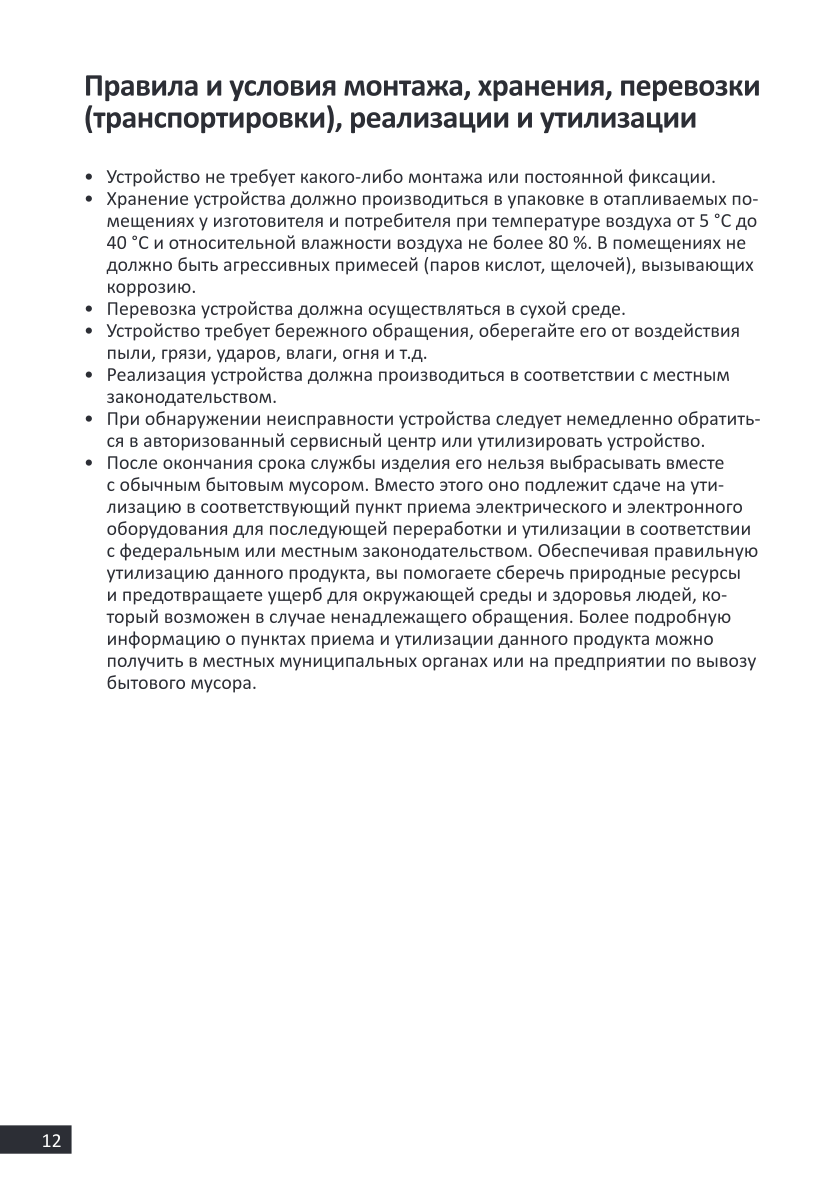 Правила и условия монтажа, хранения, перевозки
(транспортировки), реализации и утилизации
• Устройство не требует какого-либо монтажа или постоянной фиксации.
• Хранение устройства должно производиться в упаковке в отапливаемых по-
мещениях у изготовителя и потребителя при температуре воздуха от 5 °C до
40 °C и относительной влажности воздуха не более 80 %. В помещениях не
должно быть агрессивных примесей (паров кислот, щелочей), вызывающих
коррозию.
• Перевозка устройства должна осуществляться в сухой среде.
• Устройство требует бережного обращения, оберегайте его от воздействия
пыли, грязи, ударов, влаги, огня и т.д.
• Реализация устройства должна производиться в соответствии с местным
законодательством.
• При обнаружении неисправности устройства следует немедленно обратить-
ся в авторизованный сервисный центр или утилизировать устройство.
• После окончания срока службы изделия его нельзя выбрасывать вместе
с обычным бытовым мусором. Вместо этого оно подлежит сдаче на ути-
лизацию в соответствующий пункт приема электрического и электронного
оборудования для последующей переработки и утилизации в соответствии
с федеральным или местным законодательством. Обеспечивая правильную
утилизацию данного продукта, вы помогаете сберечь природные ресурсы
и предотвращаете ущерб для окружающей среды и здоровья людей, ко-
торый возможен в случае ненадлежащего обращения. Более подробную
информацию о пунктах приема и утилизации данного продукта можно
получить в местных муниципальных органах или на предприятии по вывозу
бытового мусора.
12